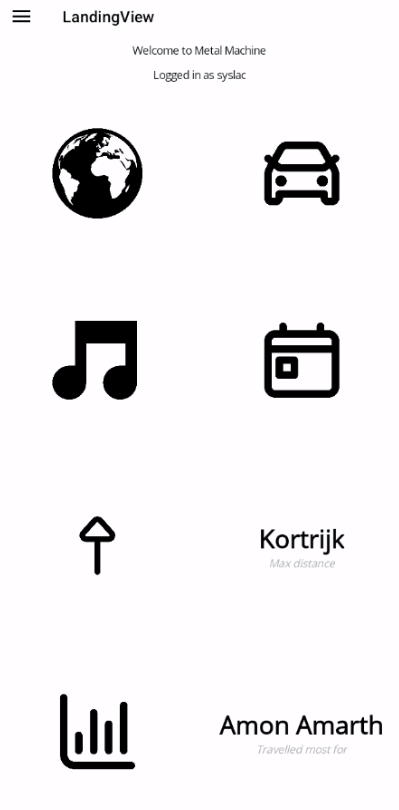 LandingView
Welcome to Metal Machine
Logged in as syslac
Kortrijk
Max distance
Amon Amarth
Travelled most for